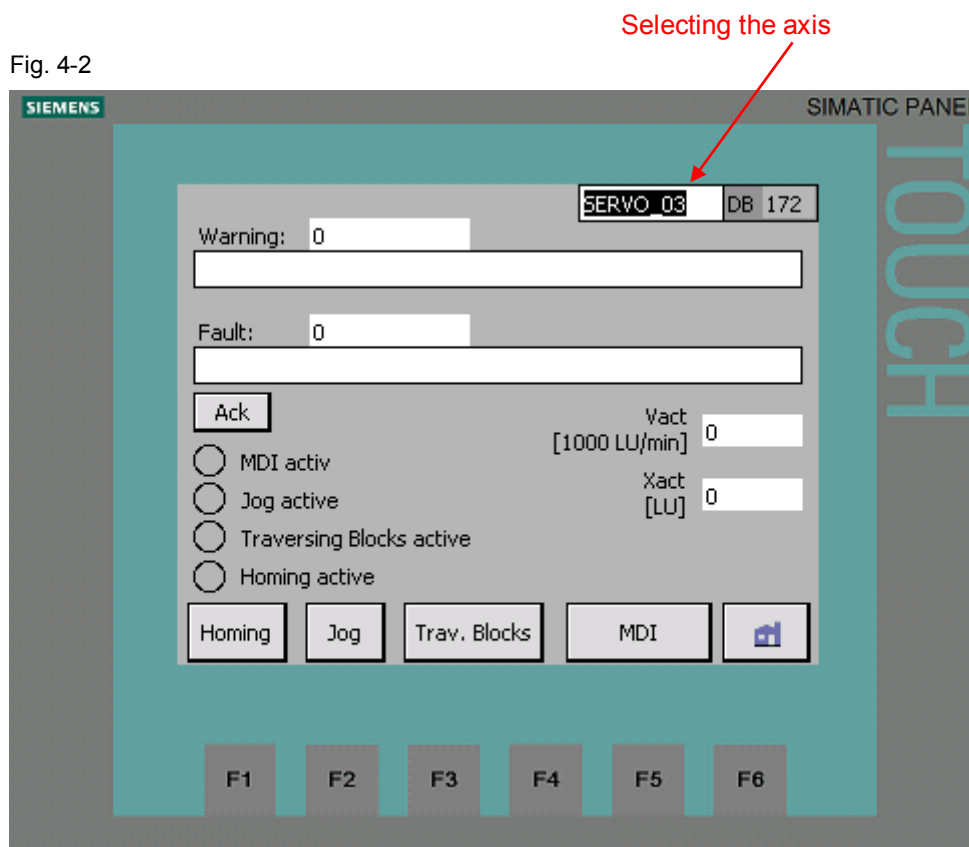 Selecting the axis
Fig. 4-2
SIEMENS
SIMATIC PANE
TOUCH
SERVO_03 DB 172
Warning: 0
Fault: 0
Ack
Vact
[1000 LU/min] 0
MDI activ
Xact
[LU] 0
Jog active
Traversing Blocks active
Homing active
Homing Jog Trav. Blocks MDI
F1 F2 F3 F4 F5 F6